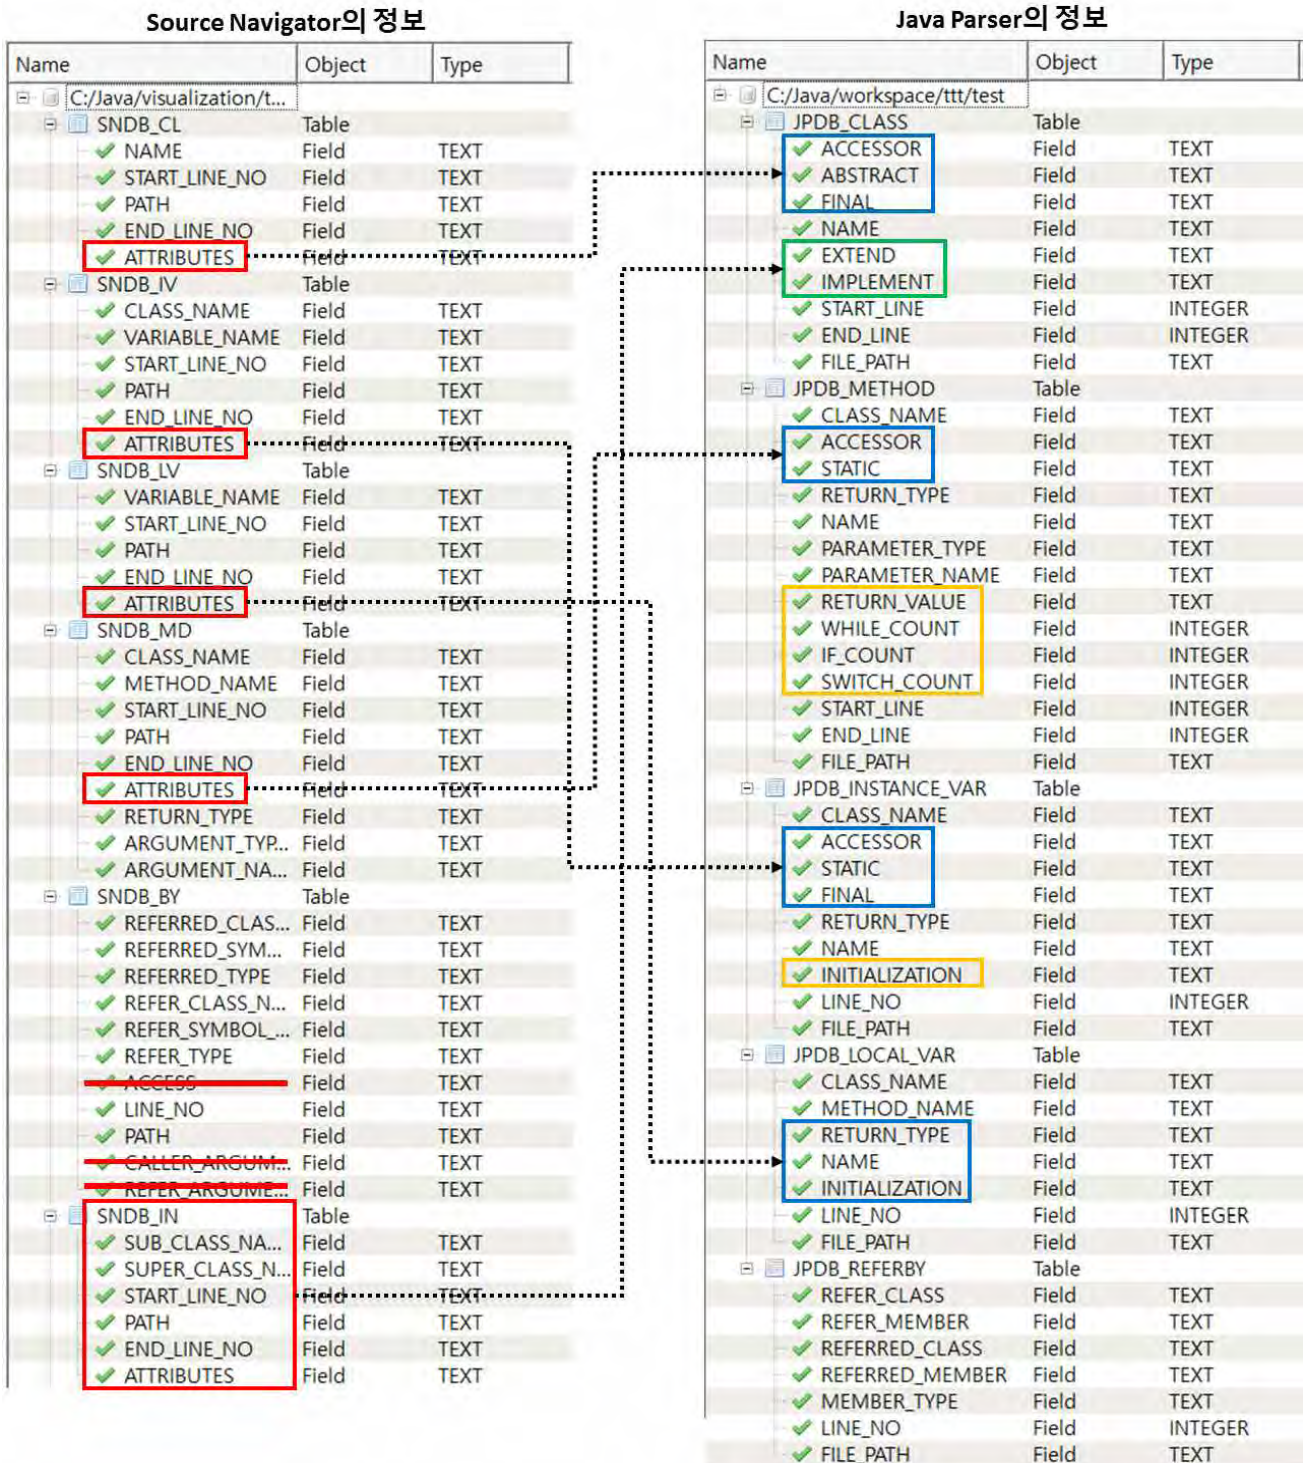 Source Navigator의 정보
Name Object Type
C:/Java/visualization/t...
SNDB_CL Table
NAME Field TEXT
START_LINE_NO Field TEXT
PATH Field TEXT
END_LINE_NO Field TEXT
ATTRIBUTES Field TEXT
SNDB_IV Table
CLASS_NAME Field TEXT
VARIABLE_NAME Field TEXT
START_LINE_NO Field TEXT
PATH Field TEXT
END_LINE_NO Field TEXT
ATTRIBUTES Field TEXT
SNDB_LV Table
VARIABLE_NAME Field TEXT
START_LINE_NO Field TEXT
PATH Field TEXT
END_LINE_NO Field TEXT
ATTRIBUTES Field TEXT
SNDB_MD Table
CLASS_NAME Field TEXT
METHOD_NAME Field TEXT
START_LINE_NO Field TEXT
PATH Field TEXT
END_LINE_NO Field TEXT
ATTRIBUTES Field TEXT
RETURN_TYPE Field TEXT
ARGUMENT_TYP... Field TEXT
ARGUMENT_NA... Field TEXT
SNDB_BY Table
REFERRED_CLAS... Field TEXT
REFERRED_SYM... Field TEXT
REFERRED_TYPE Field TEXT
REFER_CLASS_N... Field TEXT
REFER_SYMBOL_... Field TEXT
REFER_TYPE Field TEXT
ACCESS Field TEXT
LINE_NO Field TEXT
PATH Field TEXT
CALLER_ARGUM... Field TEXT
REFER_ARGUME... Field TEXT
SNDB_IN Table
SUB_CLASS_NA... Field TEXT
SUPER_CLASS_N... Field TEXT
START_LINE_NO Field TEXT
PATH Field TEXT
END_LINE_NO Field TEXT
ATTRIBUTES Field TEXT
Java Parser의 정보
Name Object Type
C:/Java/workspace/ttt/test
JPDB_CLASS Table
ACCESSOR Field TEXT
ABSTRACT Field TEXT
FINAL Field TEXT
NAME Field TEXT
EXTEND Field TEXT
IMPLEMENT Field TEXT
START_LINE Field INTEGER
END_LINE Field INTEGER
FILE_PATH Field TEXT
JPDB_METHOD Table
CLASS_NAME Field TEXT
ACCESSOR Field TEXT
STATIC Field TEXT
RETURN_TYPE Field TEXT
NAME Field TEXT
PARAMETER_TYPE Field TEXT
PARAMETER_NAME Field TEXT
RETURN_VALUE Field TEXT
WHILE_COUNT Field INTEGER
IF_COUNT Field INTEGER
SWITCH_COUNT Field INTEGER
START_LINE Field INTEGER
END_LINE Field INTEGER
FILE_PATH Field TEXT
JPDB_INSTANCE_VAR Table
CLASS_NAME Field TEXT
ACCESSOR Field TEXT
STATIC Field TEXT
FINAL Field TEXT
RETURN_TYPE Field TEXT
NAME Field TEXT
INITIALIZATION Field TEXT
LINE_NO Field INTEGER
FILE_PATH Field TEXT
JPDB_LOCAL_VAR Table
CLASS_NAME Field TEXT
METHOD_NAME Field TEXT
RETURN_TYPE Field TEXT
NAME Field TEXT
INITIALIZATION Field TEXT
LINE_NO Field INTEGER
FILE_PATH Field TEXT
JPDB_REFERBY Table
REFER_CLASS Field TEXT
REFER_MEMBER Field TEXT
REFERRED_CLASS Field TEXT
REFERRED_MEMBER Field TEXT
MEMBER_TYPE Field TEXT
LINE_NO Field INTEGER
FILE_PATH Field TEXT